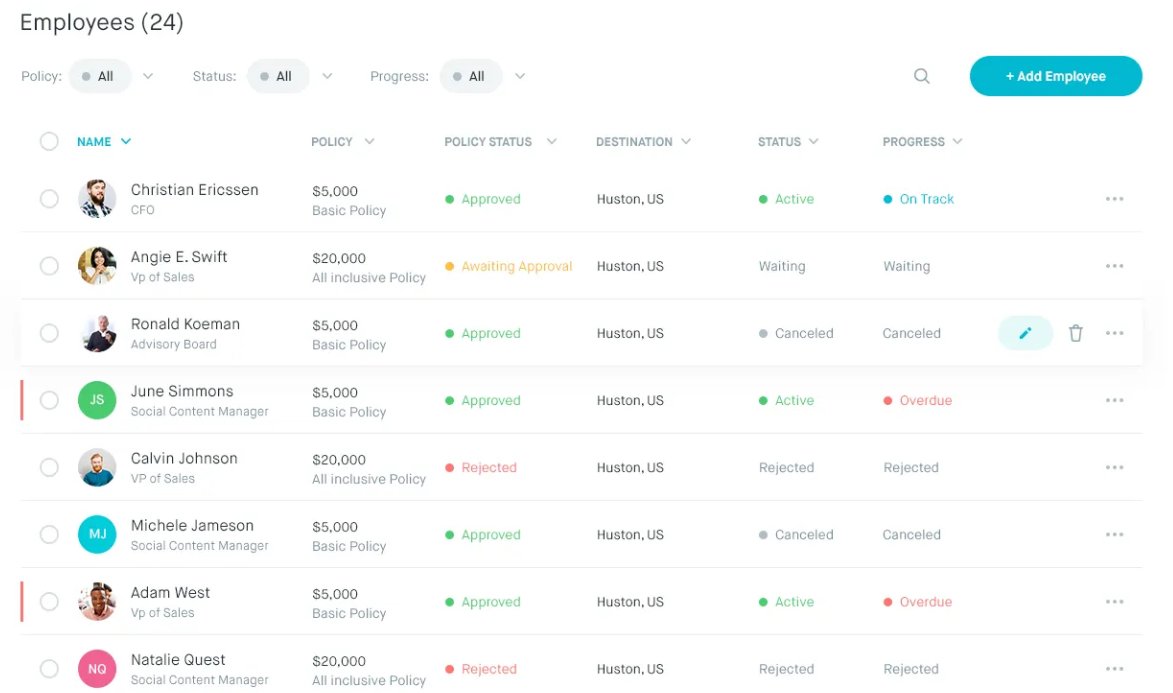 Employees (24)
Policy: All Status: All Progress: All + Add Employee
NAME POLICY POLICY STATUS DESTINATION STATUS PROGRESS
Christian Ericssen $5,000 Approved Huston, US Active On Track
CFO Basic Policy
Angie E. Swift $20,000 Awaiting Approval Huston, US Waiting Waiting
Vp of Sales All inclusive Policy
Ronald Koeman $5,000 Approved Huston, US Canceled Canceled
Advisory Board Basic Policy
JS June Simmons $5,000 Approved Huston, US Active Overdue
Social Content Manager Basic Policy
Calvin Johnson $20,000 Rejected Huston, US Rejected Rejected
VP of Sales All inclusive Policy
MJ Michele Jameson $5,000 Approved Huston, US Canceled Canceled
Social Content Manager Basic Policy
Adam West $5,000 Approved Huston, US Active Overdue
Vp of Sales Basic Policy
NQ Natalie Quest $20,000 Rejected Huston, US Rejected Rejected
Social Content Manager All inclusive Policy